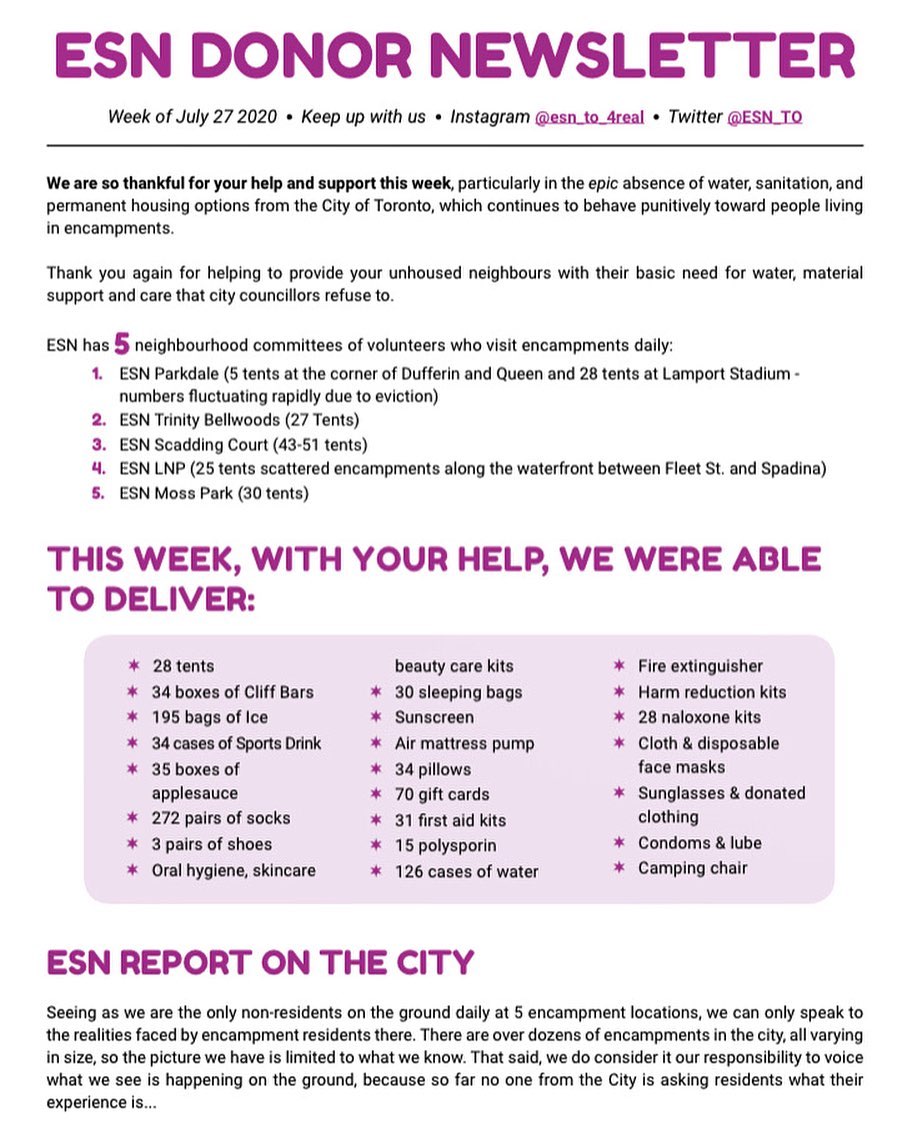 ESN DONOR NEWSLETTER
Week of July 27 2020 • Keep up with us • Instagram @esn_to_4real • Twitter @ESN_TO
We are so thankful for your help and support this week, particularly in the epic absence of water, sanitation, and
permanent housing options from the City of Toronto, which continues to behave punitively toward people living
in encampments.
Thank you again for helping to provide your unhoused neighbours with their basic need for water, material
support and care that city councillors refuse to.
ESN has 5 neighbourhood committees of volunteers who visit encampments daily:
1. ESN Parkdale (5 tents at the corner of Dufferin and Queen and 28 tents at Lamport Stadium -
numbers fluctuating rapidly due to eviction)
2. ESN Trinity Bellwoods (27 Tents)
3. ESN Scadding Court (43-51 tents)
4. ESN LNP (25 tents scattered encampments along the waterfront between Fleet St. and Spadina)
5. ESN Moss Park (30 tents)
THIS WEEK, WITH YOUR HELP, WE WERE ABLE
TO DELIVER:
✶ 28 tents
✶ 34 boxes of Cliff Bars
✶ 195 bags of Ice
✶ 34 cases of Sports Drink
✶ 35 boxes of
applesauce
✶ 272 pairs of socks
✶ 3 pairs of shoes
✶ Oral hygiene, skincare
beauty care kits
✶ 30 sleeping bags
✶ Sunscreen
✶ Air mattress pump
✶ 34 pillows
✶ 70 gift cards
✶ 31 first aid kits
✶ 15 polysporin
✶ 126 cases of water
✶ Fire extinguisher
✶ Harm reduction kits
✶ 28 naloxone kits
✶ Cloth & disposable
face masks
✶ Sunglasses & donated
clothing
✶ Condoms & lube
✶ Camping chair
ESN REPORT ON THE CITY
Seeing as we are the only non-residents on the ground daily at 5 encampment locations, we can only speak to
the realities faced by encampment residents there. There are over dozens of encampments in the city, all varying
in size, so the picture we have is limited to what we know. That said, we do consider it our responsibility to voice
what we see is happening on the ground, because so far no one from the City is asking residents what their
experience is...